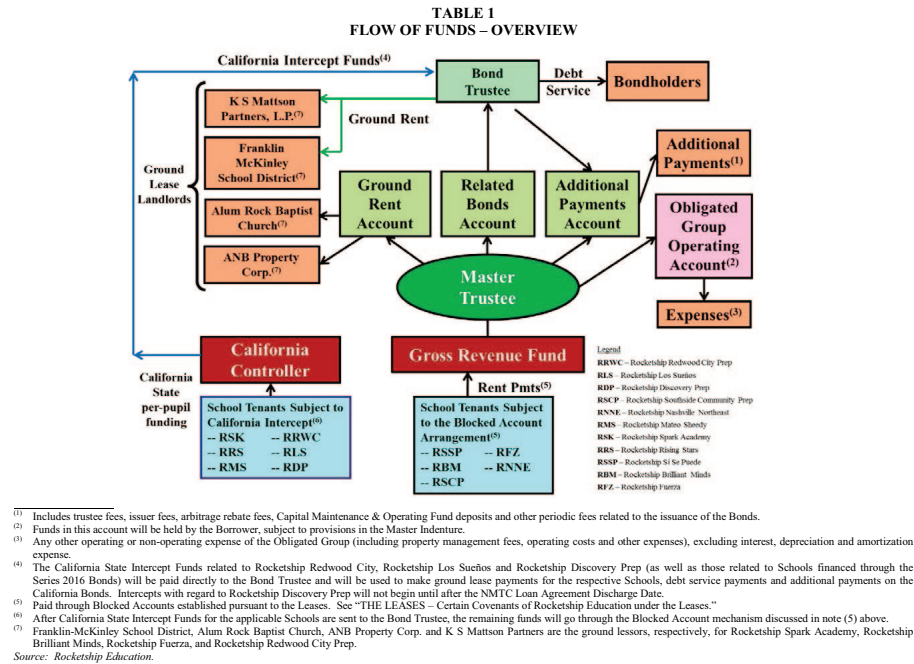 TABLE 1
FLOW OF FUNDS – OVERVIEW
California Intercept Funds(4)
Bond
Trustee
Debt
Service
Bondholders
K S Mattson
Partners, L.P.(7)
Ground Rent
Franklin
McKinley
School District(7)
Ground
Lease
Landlords
Alum Rock Baptist
Church(7)
ANB Property
Corp.(7)
Ground
Rent
Account
Related
Bonds
Account
Additional
Payments
Account
Additional
Payments(1)
Obligated
Group
Operating
Account(2)
Expenses(3)
Master
Trustee
California
Controller
Gross Revenue Fund
California
State
per-pupil
funding
Rent Pmts(5)
School Tenants Subject to
California Intercept(6)
-- RSK -- RRWC
-- RRS -- RLS
-- RMS -- RDP
School Tenants Subject
to the Blocked Account
Arrangement(5)
-- RSSP -- RFZ
-- RBM -- RNNE
-- RSCP
Legend
RRWC – Rocketship Redwood City Prep
RLS – Rocketship Los Sueños
RDP – Rocketship Discovery Prep
RSCP – Rocketship Southside Community Prep
RNNE – Rocketship Nashville Northeast
RMS – Rocketship Mateo Sheedy
RSK – Rocketship Spark Academy
RRS – Rocketship Rising Stars
RSSP – Rocketship Sí Se Puede
RBM – Rocketship Brilliant Minds
RFZ – Rocketship Fuerza
(1) Includes trustee fees, issuer fees, arbitrage rebate fees, Capital Maintenance & Operating Fund deposits and other periodic fees related to the issuance of the Bonds.
(2) Funds in this account will be held by the Borrower, subject to provisions in the Master Indenture.
(3) Any other operating or non-operating expense of the Obligated Group (including property management fees, operating costs and other expenses), excluding interest, depreciation and amortization
expense.
(4) The California State Intercept Funds related to Rocketship Redwood City, Rocketship Los Sueños and Rocketship Discovery Prep (as well as those related to Schools financed through the
Series 2016 Bonds) will be paid directly to the Bond Trustee and will be used to make ground lease payments for the respective Schools, debt service payments and additional payments on the
California Bonds. Intercepts with regard to Rocketship Discovery Prep will not begin until after the NMTC Loan Agreement Discharge Date.
(5) Paid through Blocked Accounts established pursuant to the Leases. See “THE LEASES – Certain Covenants of Rocketship Education under the Leases.”
(6) After California State Intercept Funds for the applicable Schools are sent to the Bond Trustee, the remaining funds will go through the Blocked Account mechanism discussed in note (5) above.
(7) Franklin-McKinley School District, Alum Rock Baptist Church, ANB Property Corp. and K S Mattson Partners are the ground lessors, respectively, for Rocketship Spark Academy, Rocketship
Brilliant Minds, Rocketship Fuerza, and Rocketship Redwood City Prep.
Source: Rocketship Education.